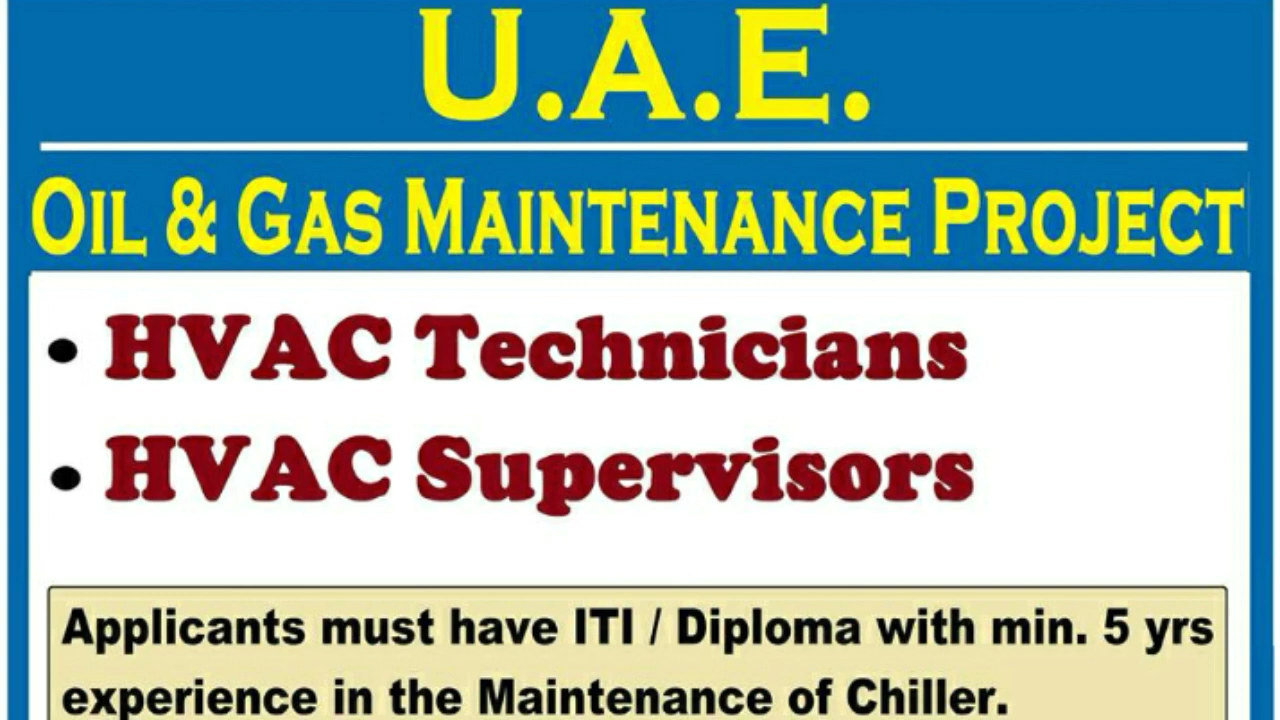 U.A.E.
OIL & GAS MAINTENANCE PROJECT
• HVAC Technicians
• HVAC Supervisors
Applicants must have ITI / Diploma with min. 5 yrs
experience in the Maintenance of Chiller.